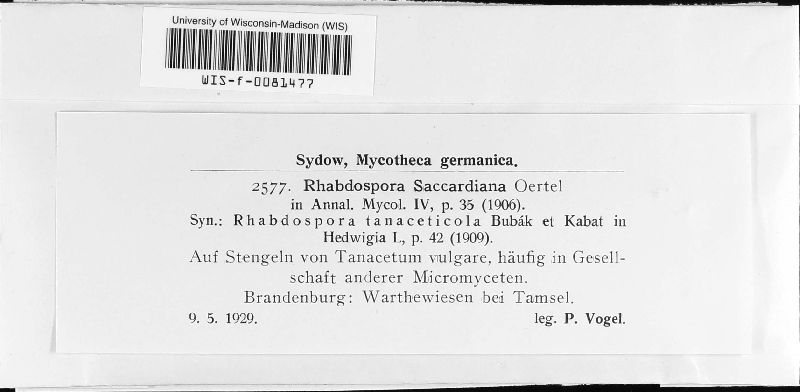 University of Wisconsin-Madison (WIS)
WIS-f-0081477
Sydow, Mycotheca germanica.
2577. Rhabdospora Saccardiana Oertel
in Annal. Mycol. IV, p. 35 (1906).
Syn.: Rhabdospora tanaceticola Bubák et Kabat in
Hedwigia L, p. 42 (1909).
Auf Stengeln von Tanacetum vulgare, häufig in Gesell-
schaft anderer Micromyceten.
Brandenburg: Warthewiesen bei Tamsel.
9. 5. 1929. leg. P. Vogel.